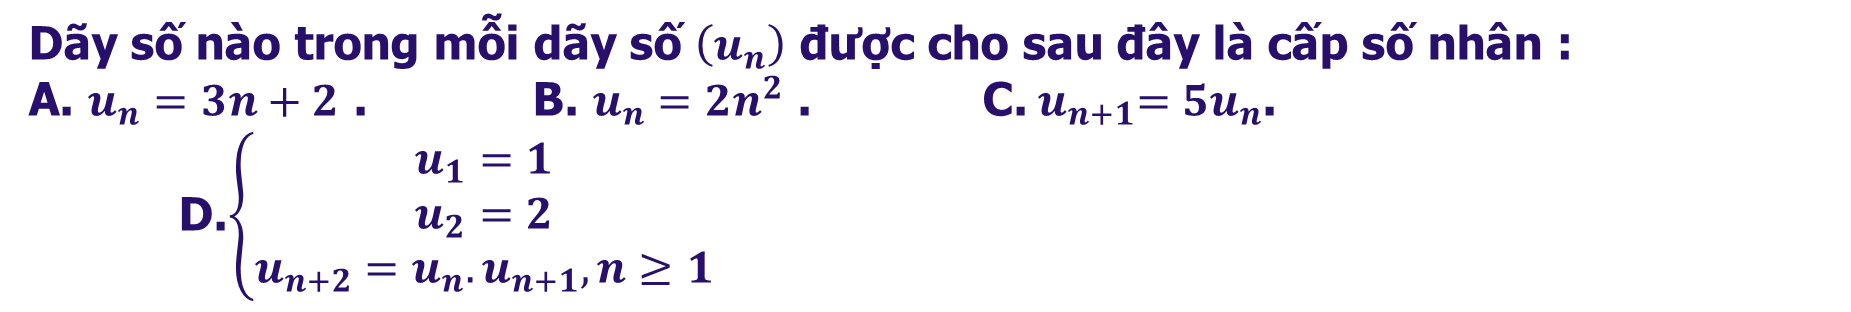 Dãy số nào trong mỗi dãy số (uₙ) được cho sau đây là cấp số nhân :
A. uₙ = 3n + 2 . B. uₙ = 2n² . C. uₙ₊₁= 5uₙ.
u₁ = 1
D. { u₂ = 2
uₙ₊₂ = uₙ.uₙ₊₁, n ≥ 1